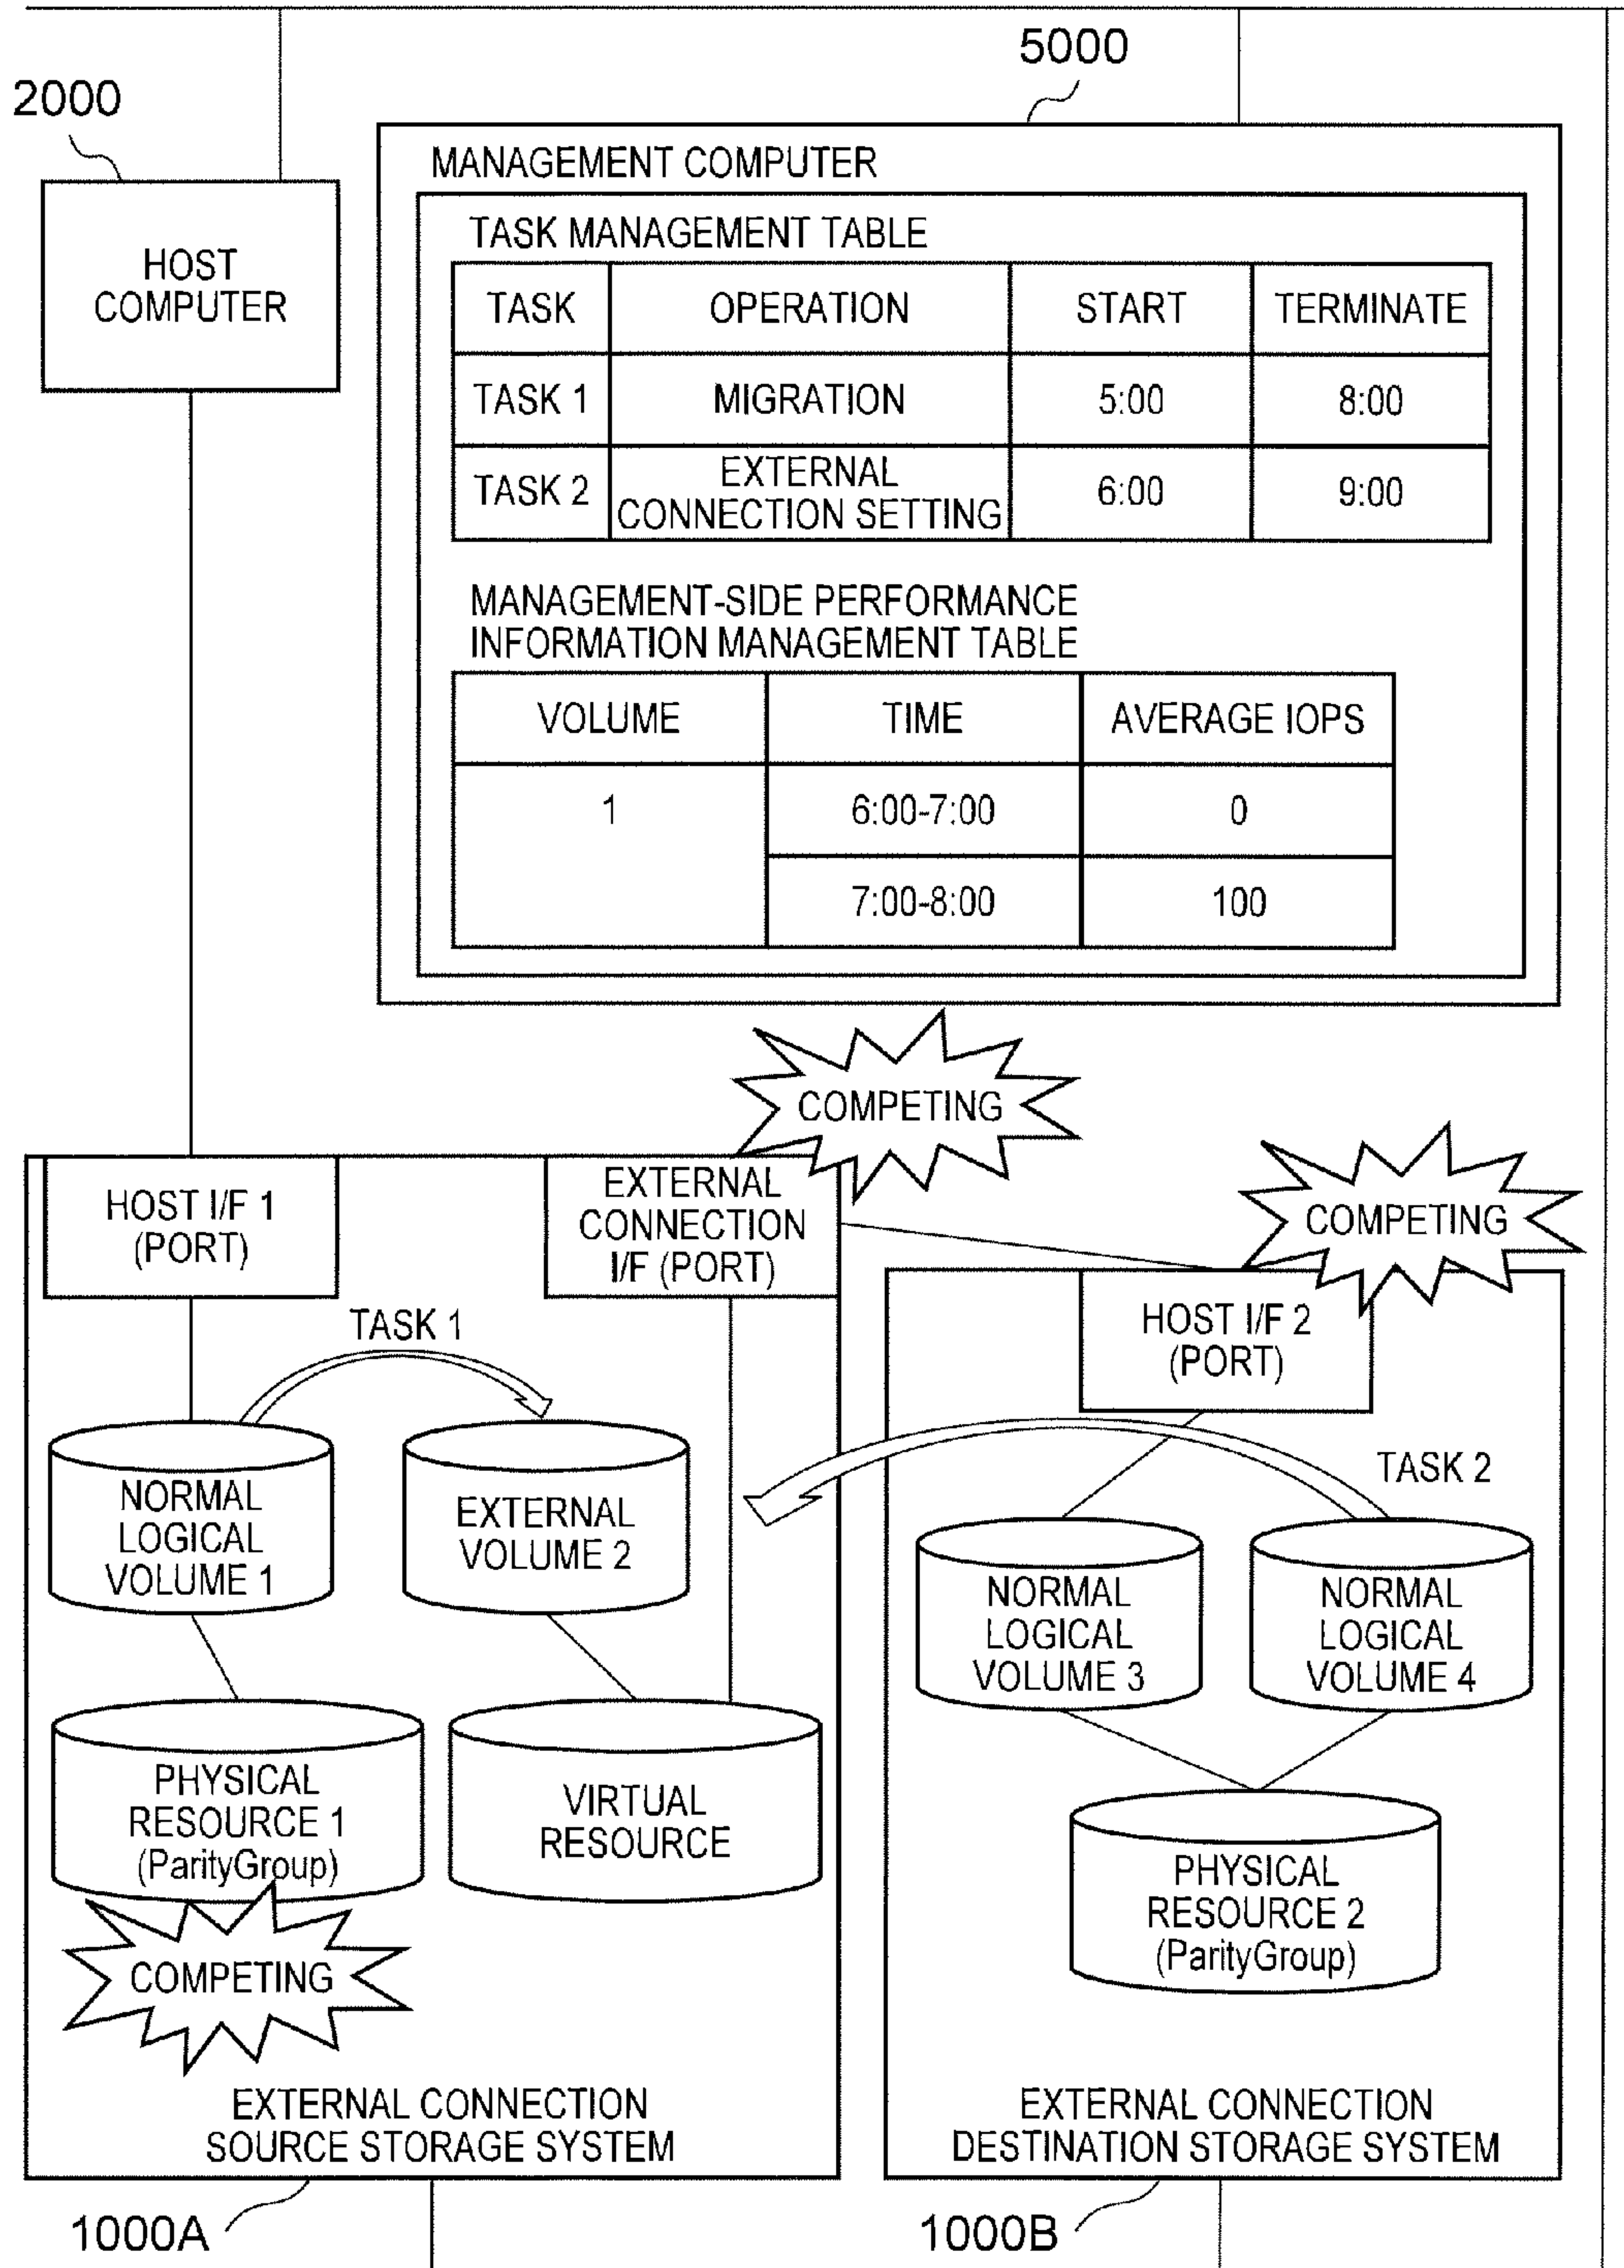 5000
2000
MANAGEMENT COMPUTER
HOST
COMPUTER
TASK MANAGEMENT TABLE
TASK OPERATION START TERMINATE
TASK 1 MIGRATION 5:00 8:00
TASK 2 EXTERNAL
CONNECTION SETTING 6:00 9:00
MANAGEMENT-SIDE PERFORMANCE
INFORMATION MANAGEMENT TABLE
VOLUME TIME AVERAGE IOPS
1 6:00-7:00 0
7:00-8:00 100
COMPETING
COMPETING
HOST I/F 1
(PORT)
EXTERNAL
CONNECTION
I/F (PORT)
HOST I/F 2
(PORT)
TASK 1
TASK 2
NORMAL
LOGICAL
VOLUME 1
EXTERNAL
VOLUME 2
NORMAL
LOGICAL
VOLUME 3
NORMAL
LOGICAL
VOLUME 4
PHYSICAL
RESOURCE 1
(ParityGroup)
VIRTUAL
RESOURCE
PHYSICAL
RESOURCE 2
(ParityGroup)
COMPETING
EXTERNAL CONNECTION
SOURCE STORAGE SYSTEM
EXTERNAL CONNECTION
DESTINATION STORAGE SYSTEM
1000A
1000B